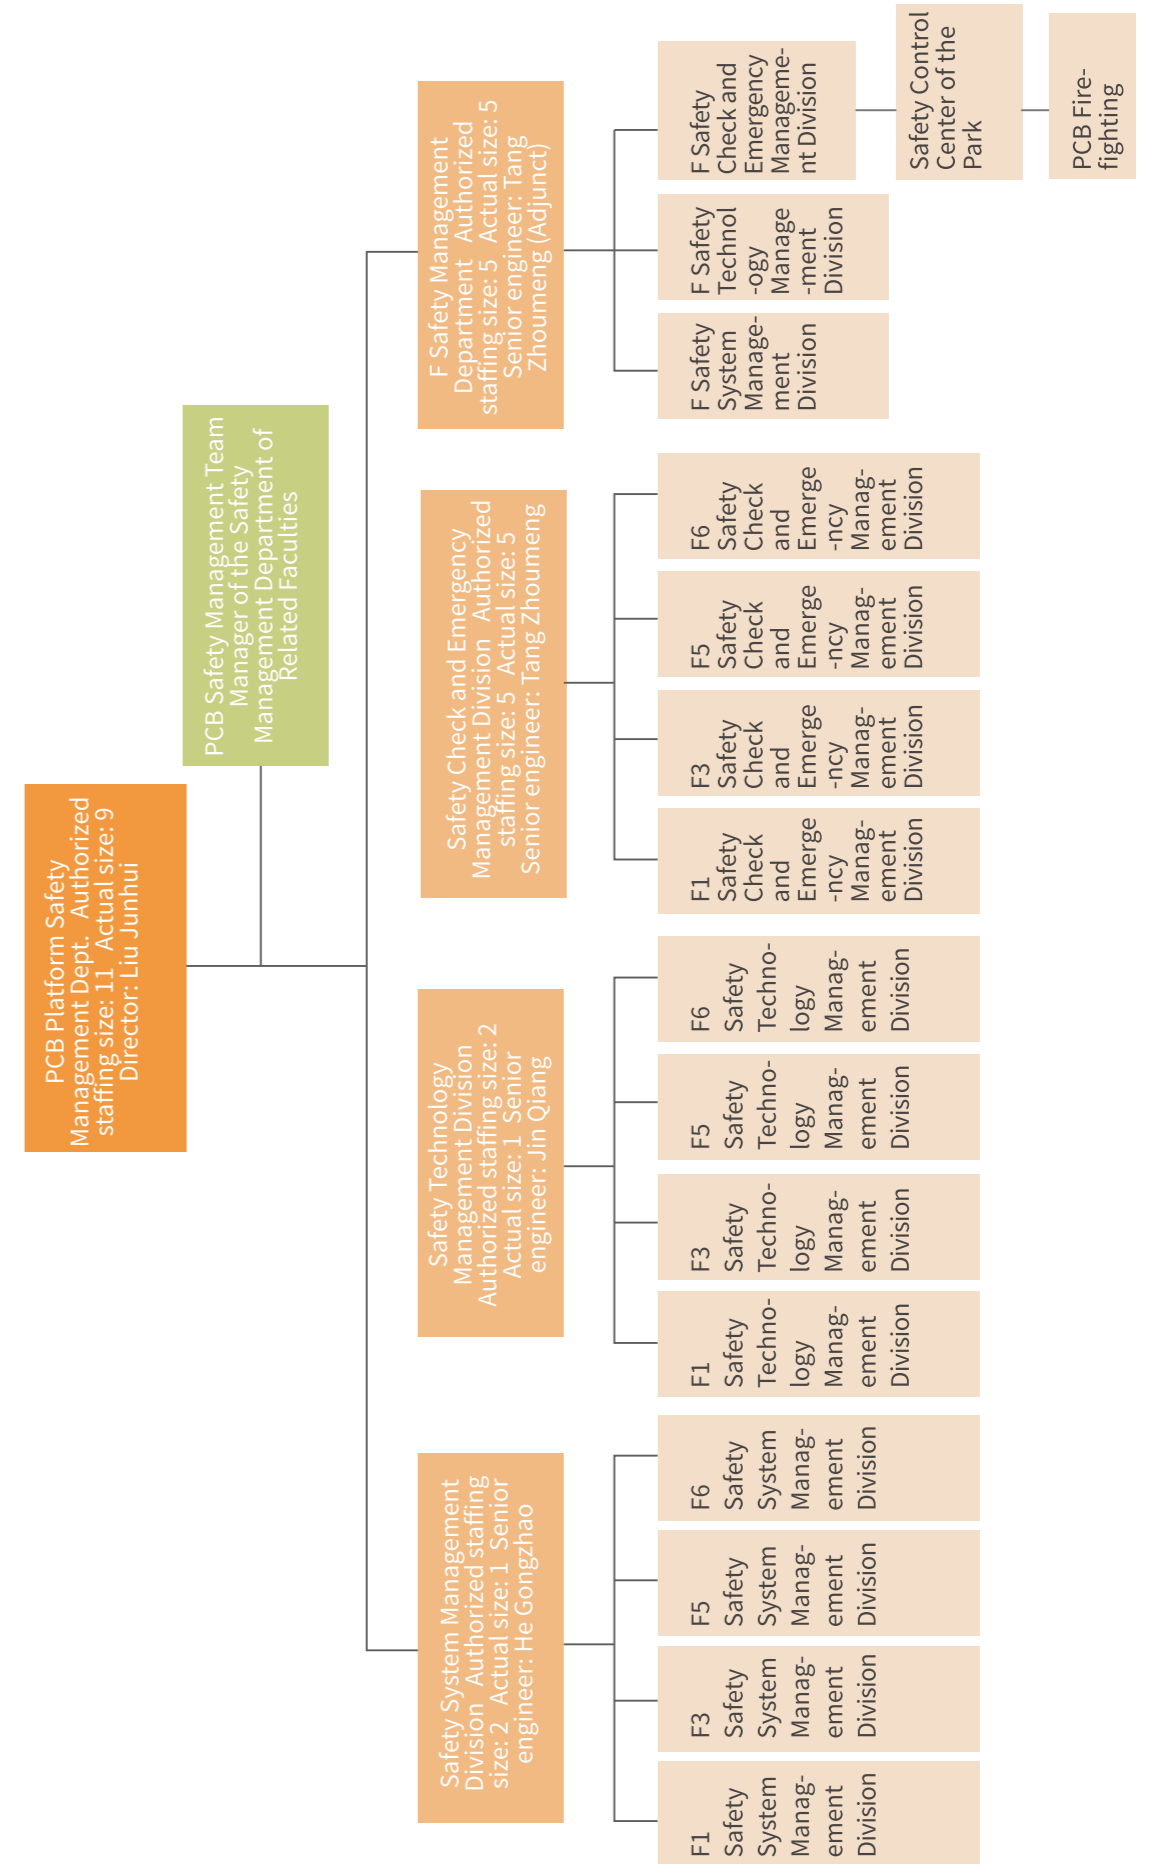 PCB Platform Safety
Management Dept.   Authorized
staffing size: 11   Actual size: 9
Director: Liu Junhui
PCB Safety Management Team
Manager of the Safety
Management Department of
Related Faculties
Safety System Management
Division   Authorized staffing
size: 2   Actual size: 1  Senior
engineer: He Gongzhao
Safety Technology
Management Division
Authorized staffing size: 2
Actual size: 1  Senior
engineer: Jin Qiang
Safety Check and Emergency
Management Division   Authorized
staffing size: 5   Actual size: 5
Senior engineer: Tang Zhoumeng
F Safety Management
Department   Authorized
staffing size: 5   Actual size: 5
Senior engineer: Tang
Zhoumeng (Adjunct)
F1
Safety
System
Manag-
ement
Division
F3
Safety
System
Manag-
ement
Division
F5
Safety
System
Manag-
ement
Division
F6
Safety
System
Manag-
ement
Division
F1
Safety
Techno-
logy
Manag-
ement
Division
F3
Safety
Techno-
logy
Manag-
ement
Division
F5
Safety
Techno-
logy
Manag-
ement
Division
F6
Safety
Techno-
logy
Manag-
ement
Division
F1
Safety
Check
and
Emerge
-ncy
Manag-
ement
Division
F3
Safety
Check
and
Emerge
-ncy
Manag-
ement
Division
F5
Safety
Check
and
Emerge
-ncy
Manag-
ement
Division
F6
Safety
Check
and
Emerge
-ncy
Manag-
ement
Division
F Safety
System
Manage-
ment
Division
F Safety
Technol
-ogy
Manage
-ment
Division
F Safety
Check and
Emergency
Manageme-
nt Division
Safety Control
Center of the
Park
PCB Fire-
fighting